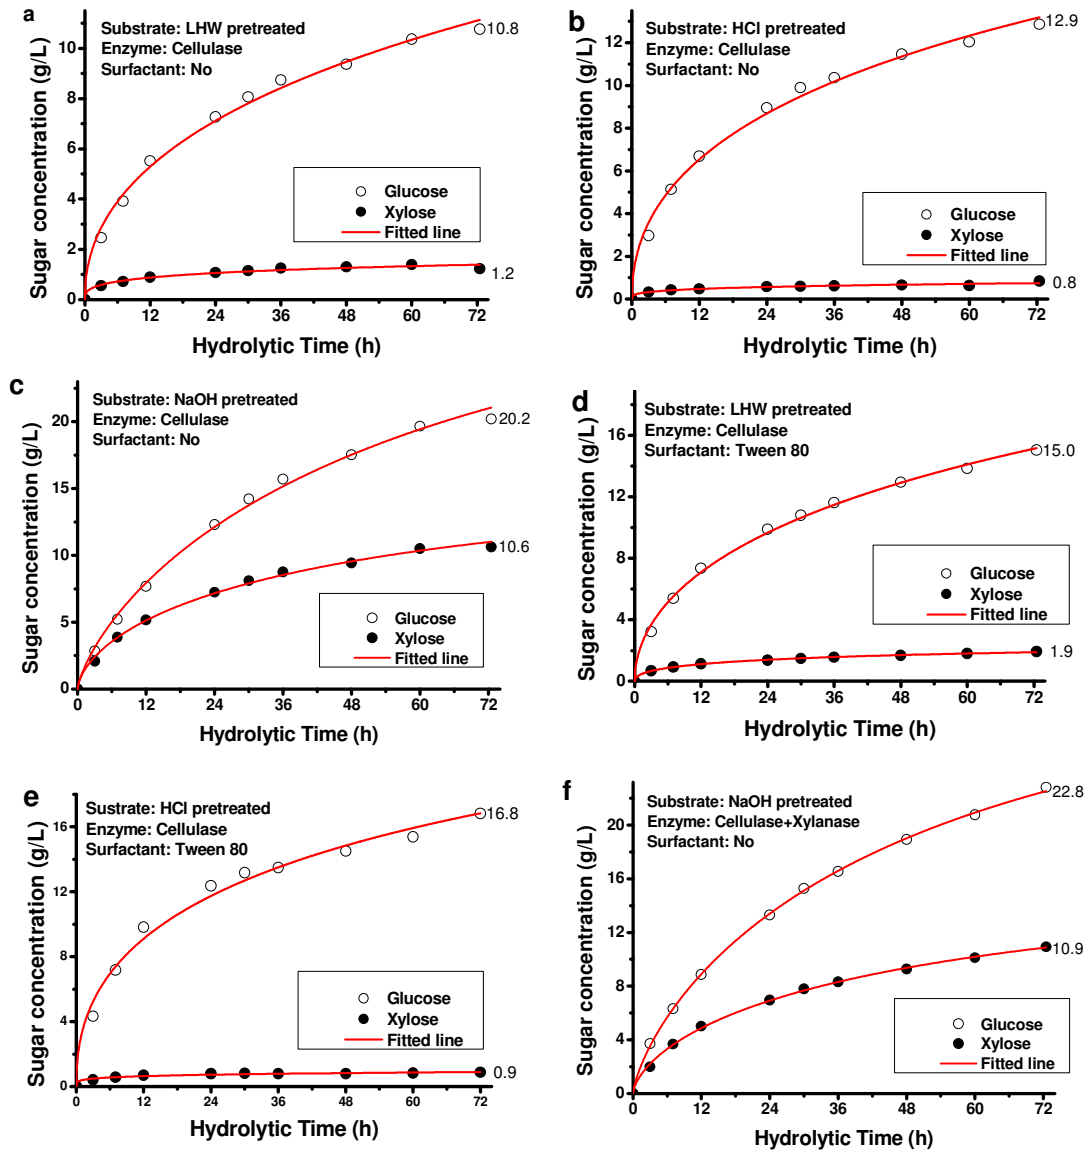 a
Substrate: LHW pretreated
Enzyme: Cellulase
Surfactant: No
10.8
1.2
Glucose
Xylose
Fitted line
Sugar concentration (g/L)
10
8
6
4
2
0
0 12 24 36 48 60 72
Hydrolytic Time (h)
b
Substrate: HCl pretreated
Enzyme: Cellulase
Surfactant: No
12.9
0.8
Glucose
Xylose
Fitted line
Sugar concentration (g/L)
12
10
8
6
4
2
0
0 12 24 36 48 60 72
Hydrolytic Time (h)
c
Substrate: NaOH pretreated
Enzyme: Cellulase
Surfactant: No
20.2
10.6
Glucose
Xylose
Fitted line
Sugar concentration (g/L)
20
15
10
5
0
0 12 24 36 48 60 72
Hydrolytic Time (h)
d
Substrate: LHW pretreated
Enzyme: Cellulase
Surfactant: Tween 80
15.0
1.9
Glucose
Xylose
Fitted line
Sugar concentration (g/L)
16
12
8
4
0
0 12 24 36 48 60 72
Hydrolytic Time (h)
e
Sustrate: HCl pretreated
Enzyme: Cellulase
Surfactant: Tween 80
16.8
0.9
Glucose
Xylose
Fitted line
Sugar concentration (g/L)
16
12
8
4
0
0 12 24 36 48 60 72
Hydrolytic Time (h)
f
Substrate: NaOH pretreated
Enzyme: Cellulase+Xylanase
Surfactant: No
22.8
10.9
Glucose
Xylose
Fitted line
Sugar concentration (g/L)
20
16
12
8
4
0
0 12 24 36 48 60 72
Hydrolytic Time (h)